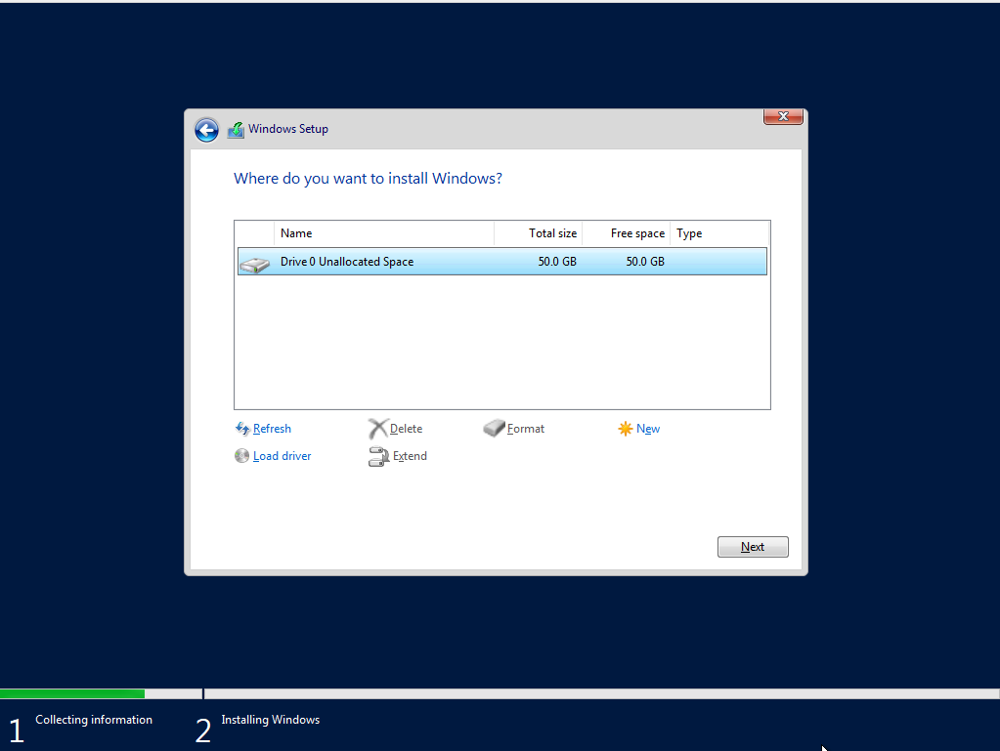 Windows Setup
Where do you want to install Windows?
Name Total size Free space Type
Drive 0 Unallocated Space 50.0 GB 50.0 GB
Refresh Delete Format New
Load driver Extend
Next
1 Collecting information 2 Installing Windows